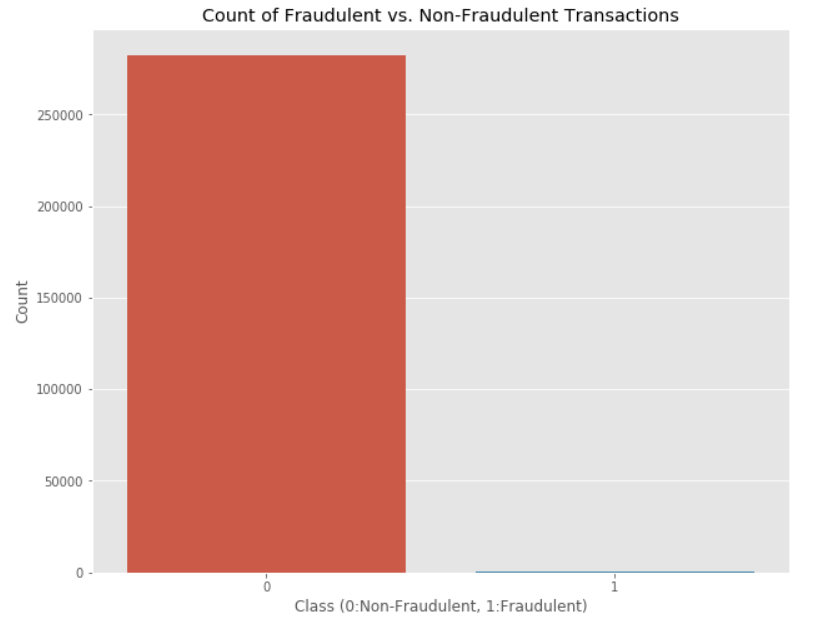 Count of Fraudulent vs. Non-Fraudulent Transactions
250000
200000
150000
100000
50000
0
Count
0 1
Class (0:Non-Fraudulent, 1:Fraudulent)